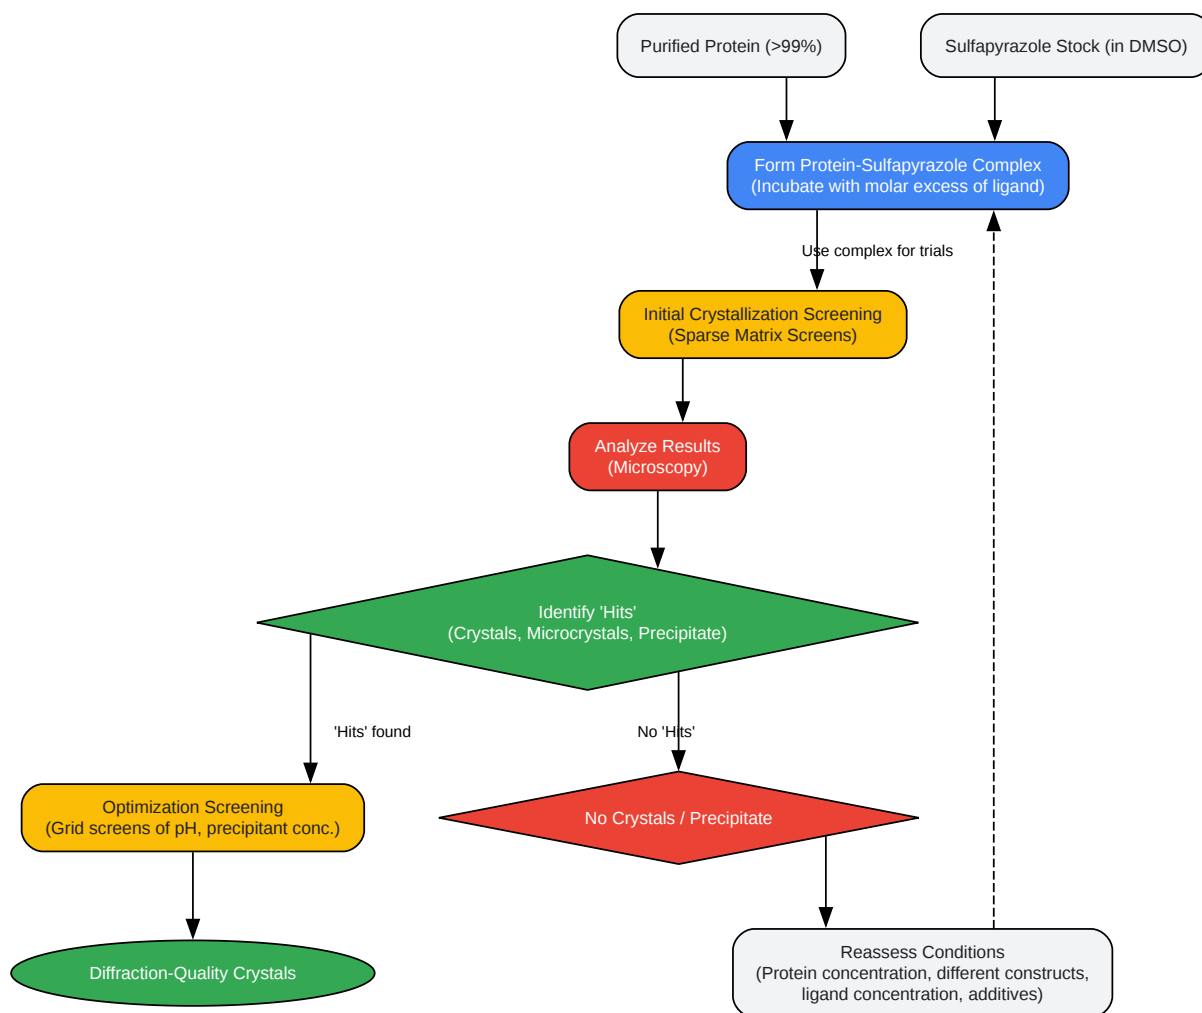 Purified Protein (>99%)
Sulfapyrazole Stock (in DMSO)
Form Protein-Sulfapyrazole Complex
(Incubate with molar excess of ligand)
Use complex for trials
Initial Crystallization Screening
(Sparse Matrix Screens)
Analyze Results
(Microscopy)
Identify 'Hits'
(Crystals, Microcrystals, Precipitate)
'Hits' found
No 'Hits'
Optimization Screening
(Grid screens of pH, precipitant conc.)
No Crystals / Precipitate
Diffraction-Quality Crystals
Reassess Conditions
(Protein concentration, different constructs,
ligand concentration, additives)